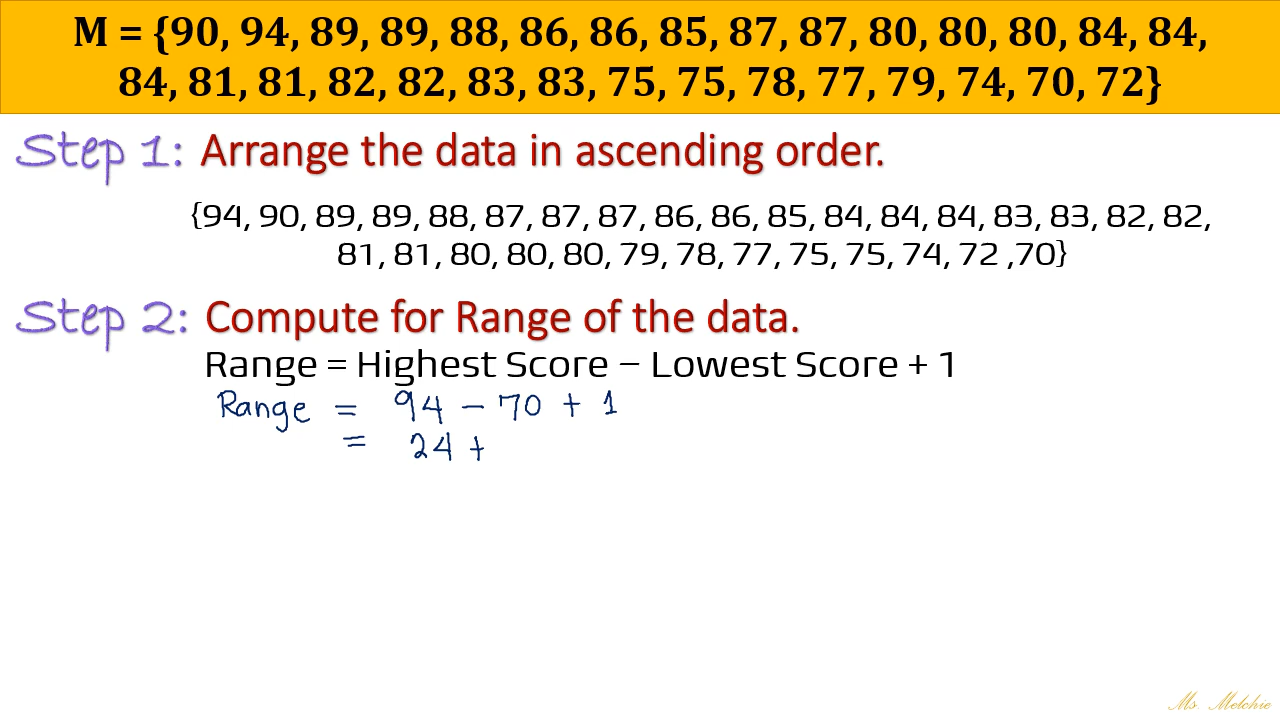 M = {90, 94, 89, 89, 88, 86, 86, 85, 87, 87, 80, 80, 80, 84, 84,
84, 81, 81, 82, 82, 83, 83, 75, 75, 78, 77, 79, 74, 70, 72}
Step 1: Arrange the data in ascending order.
{94, 90, 89, 89, 88, 87, 87, 87, 86, 86, 85, 84, 84, 84, 83, 83, 82, 82,
81, 81, 80, 80, 80, 79, 78, 77, 75, 75, 74, 72 ,70}
Step 2: Compute for Range of the data.
Range = Highest Score – Lowest Score + 1
Range = 94 - 70 + 1
= 24 +
Ms. Melchie